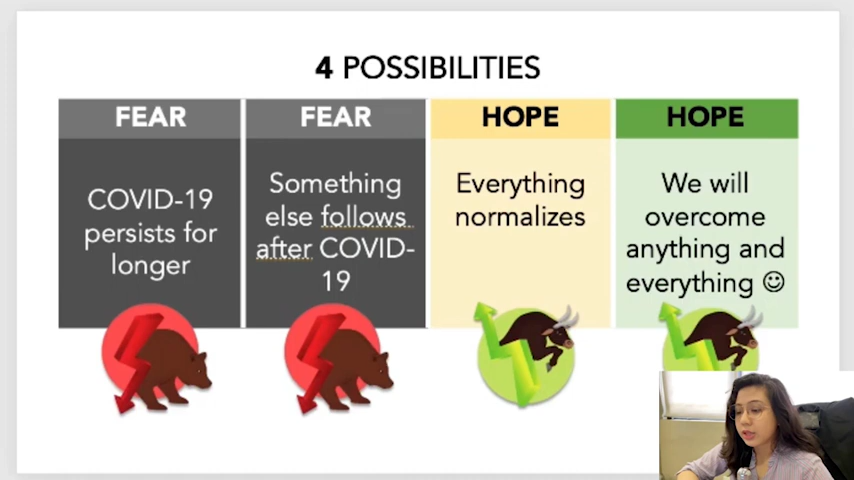 4 POSSIBILITIES
FEAR
COVID-19
persists for
longer
FEAR
Something
else follows
after COVID-
19
HOPE
Everything
normalizes
HOPE
We will
overcome
anything and
everything ☺